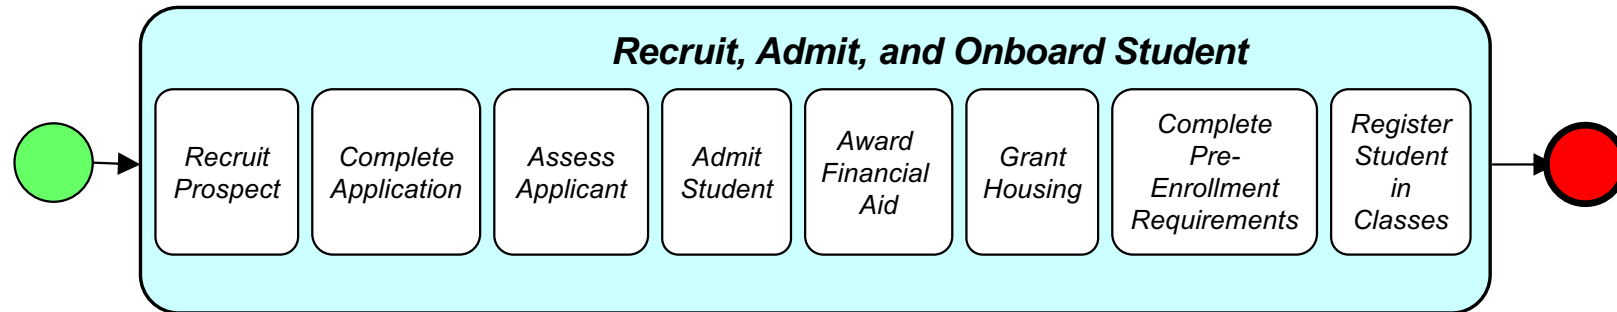 Recruit, Admit, and Onboard Student
Recruit
Prospect
Complete
Application
Assess
Applicant
Admit
Student
Award
Financial
Aid
Grant
Housing
Complete
Pre-
Enrollment
Requirements
Register
Student
in
Classes